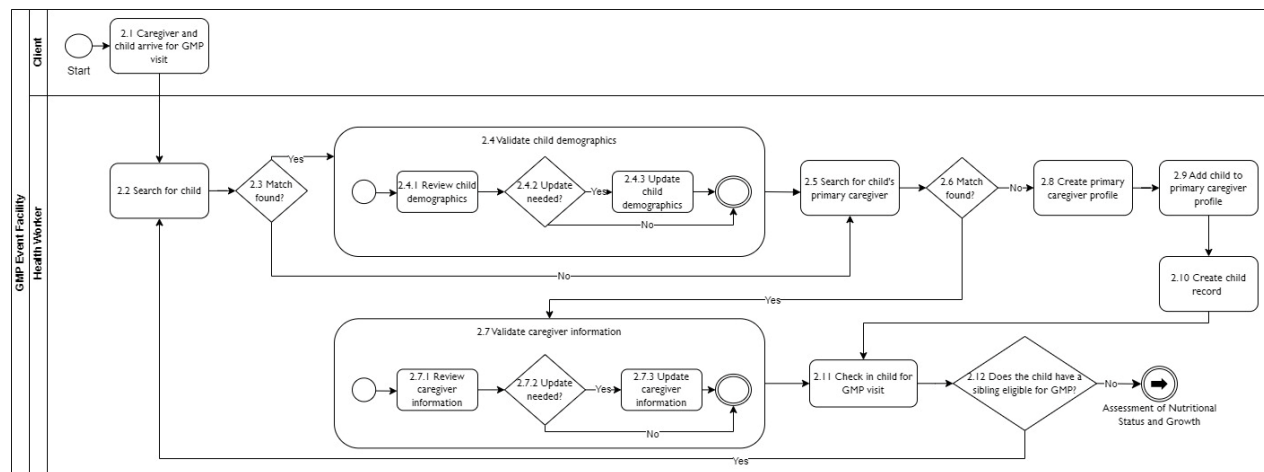 GMP Event Facility
Client
Health Worker
Start
2.1 Caregiver and
child arrive for GMP
visit
2.2 Search for child
2.3 Match
found?
Yes
No
2.4 Validate child demographics
2.4.1 Review child
demographics
2.4.2 Update
needed?
Yes
No
2.4.3 Update
child
demographics
2.5 Search for child's
primary caregiver
2.6 Match
found?
No
Yes
2.8 Create primary
caregiver profile
2.9 Add child to
primary caregiver
profile
2.10 Create child
record
2.7 Validate caregiver information
2.7.1 Review
caregiver
information
2.7.2 Update
needed?
Yes
No
2.7.3 Update
caregiver
information
2.11 Check in child for
GMP visit
2.12 Does the child have a
sibling eligible for GMP?
No
Yes
Assessment of Nutritional
Status and Growth